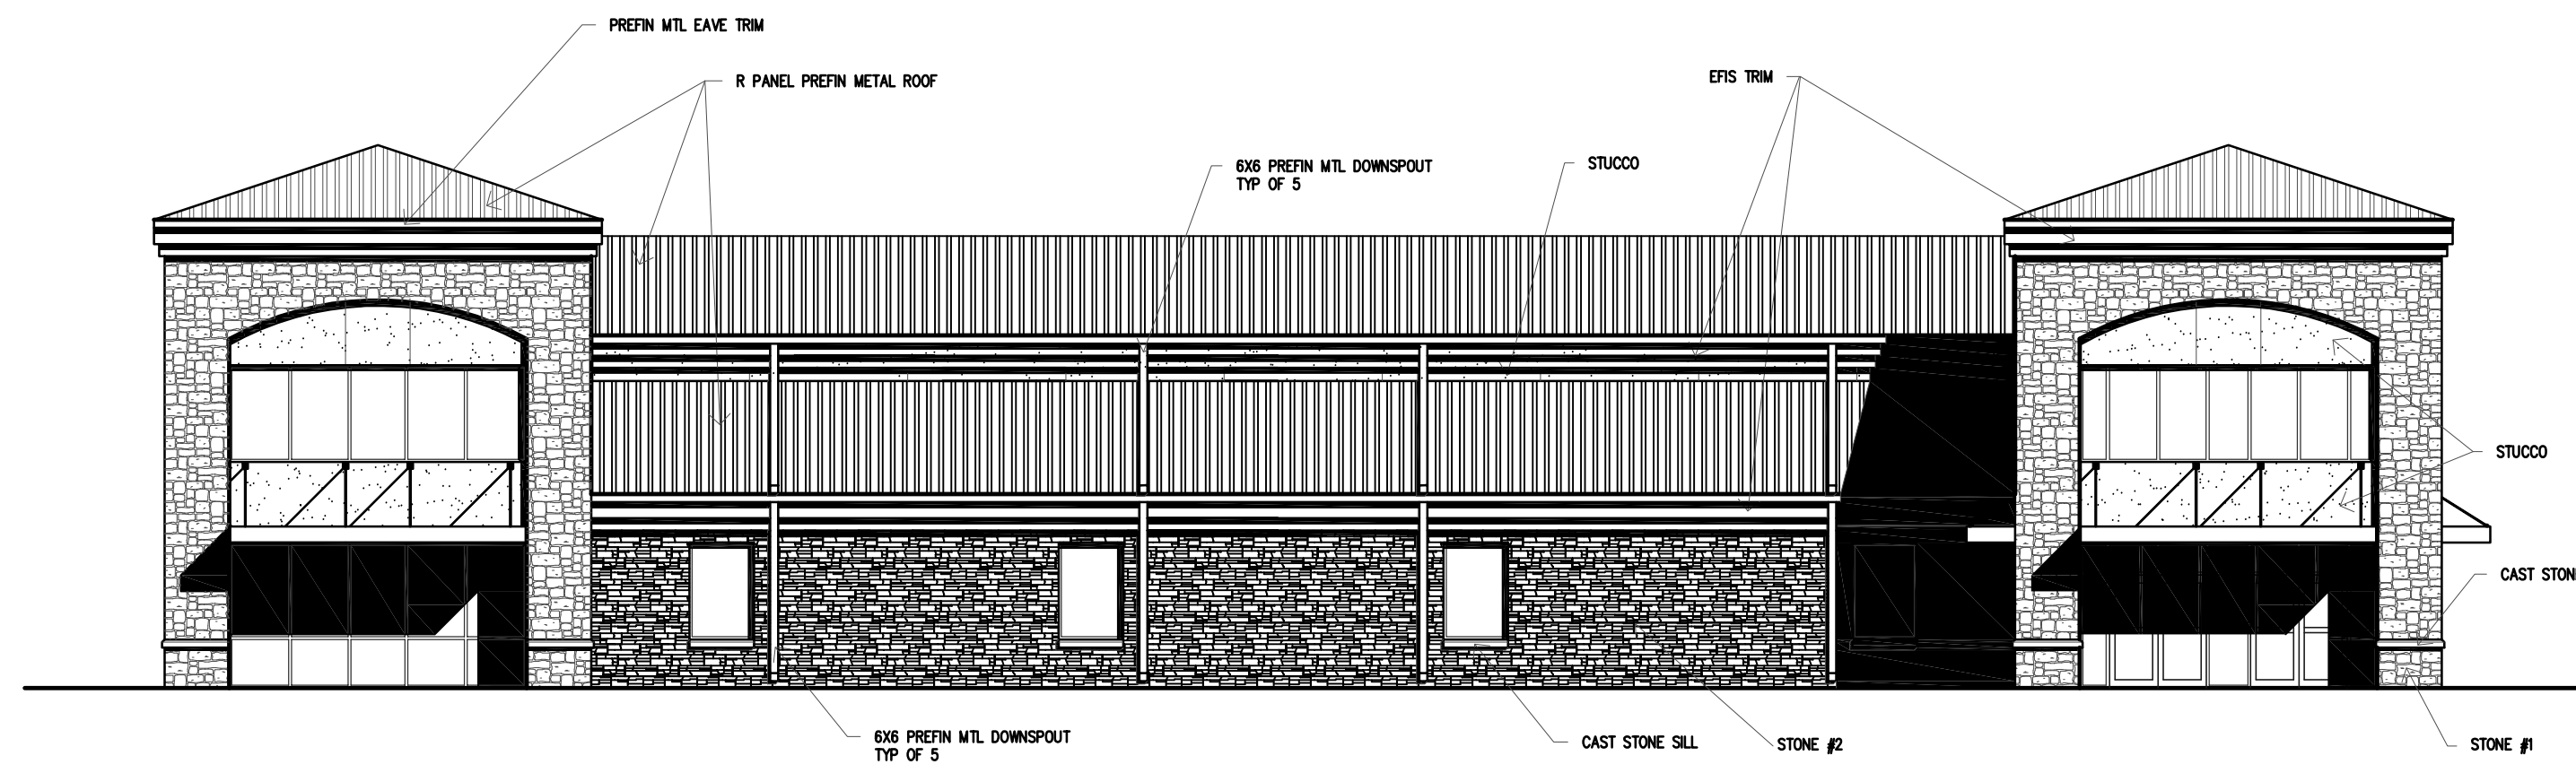 PREFIN MTL EAVE TRIM
R PANEL PREFIN METAL ROOF
EFIS TRIM
6X6 PREFIN MTL DOWNSPOUT
TYP OF 5
STUCCO
STUCCO
CAST STON
6X6 PREFIN MTL DOWNSPOUT
TYP OF 5
CAST STONE SILL
STONE #2
STONE #1